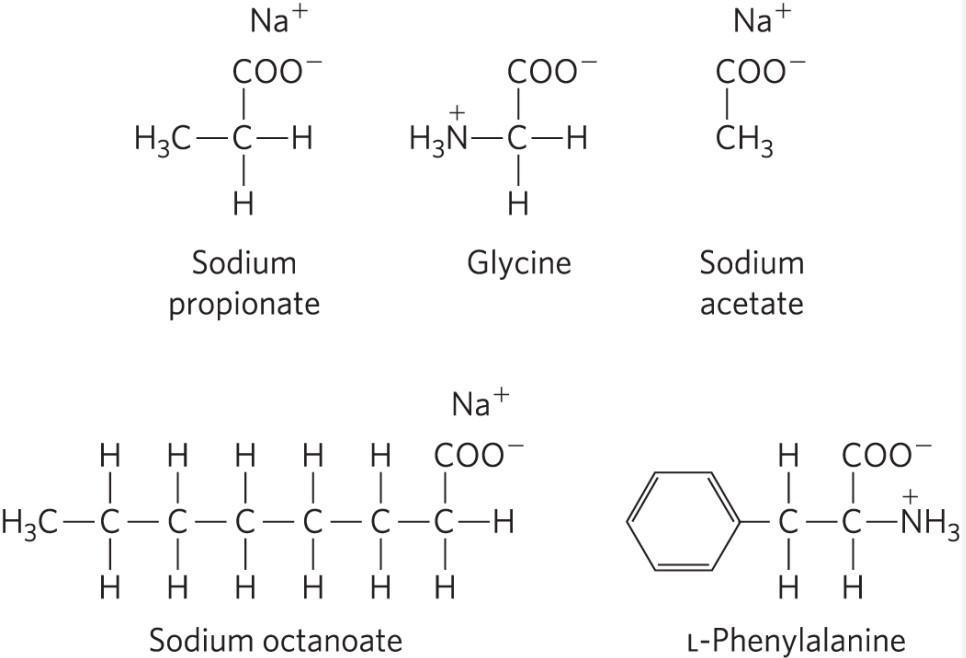 Na⁺ Na⁺
COO⁻ COO⁻ COO⁻
H₃C—C—H H₃N⁺—C—H CH₃
H H
Sodium propionate
Glycine
Sodium acetate
Na⁺
H H H H H COO⁻ H COO⁻
H₃C—C—C—C—C—C—C—H C—C—N⁺H₃
H H H H H H H H
Sodium octanoate L-Phenylalanine